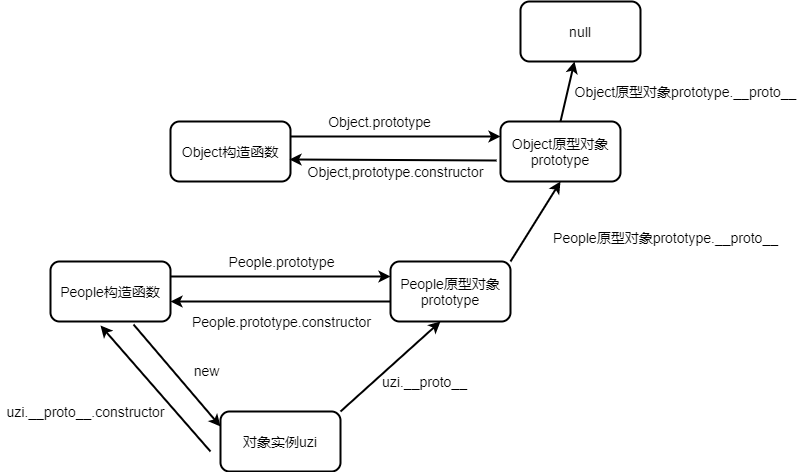 null
Object原型对象prototype.__proto__
Object.prototype
Object构造函数
Object原型对象
prototype
Object,prototype.constructor
People原型对象prototype.__proto__
People.prototype
People构造函数
People原型对象
prototype
People.prototype.constructor
new
uzi.__proto__
uzi.__proto__.constructor
对象实例uzi